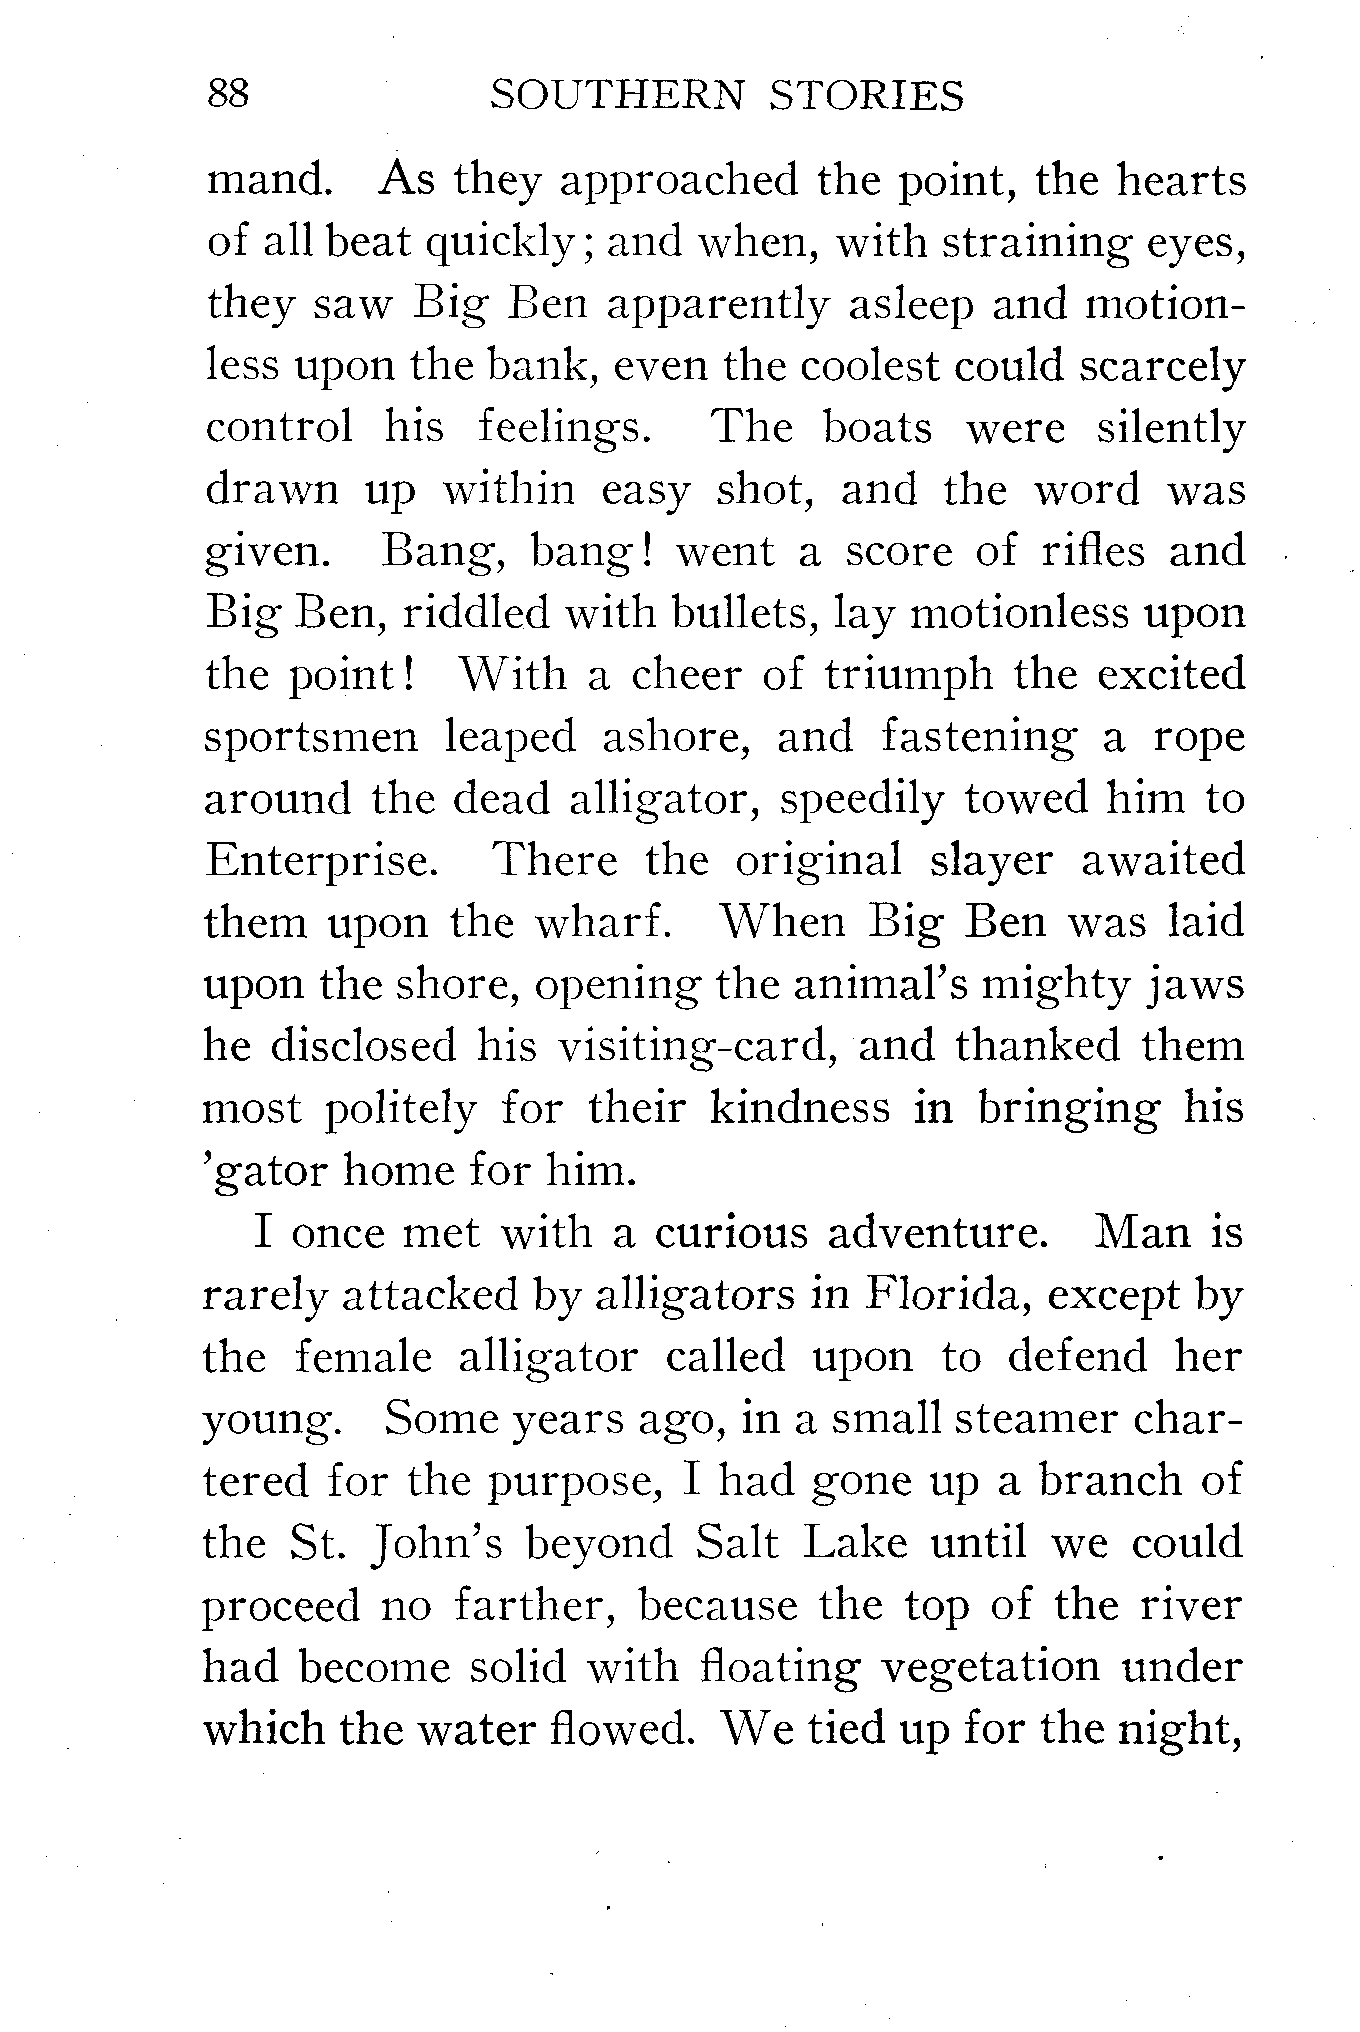 88 SOUTHERN STORIES
mand. As they approached the point, the hearts
of all beat quickly; and when, with straining eyes,
they saw Big Ben apparently asleep and motion-
less upon the bank, even the coolest could scarcely
control his feelings. The boats were silently
drawn up within easy shot, and the word was
given. Bang, bang! went a score of rifles and
Big Ben, riddled with bullets, lay motionless upon
the point! With a cheer of triumph the excited
sportsmen leaped ashore, and fastening a rope
around the dead alligator, speedily towed him to
Enterprise. There the original slayer awaited
them upon the wharf. When Big Ben was laid
upon the shore, opening the animal's mighty jaws
he disclosed his visiting-card, and thanked them
most politely for their kindness in bringing his
'gator home for him.
I once met with a curious adventure. Man is
rarely attacked by alligators in Florida, except by
the female alligator called upon to defend her
young. Some years ago, in a small steamer char-
tered for the purpose, I had gone up a branch of
the St. John's beyond Salt Lake until we could
proceed no farther, because the top of the river
had become solid with floating vegetation under
which the water flowed. We tied up for the night,